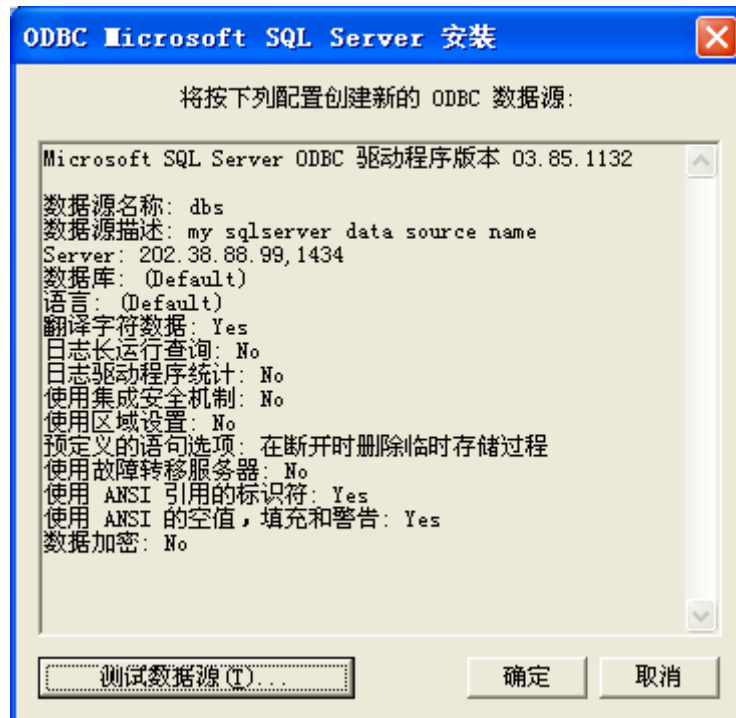 ODBC Microsoft SQL Server 安装
将按下列配置创建新的 ODBC 数据源:
Microsoft SQL Server ODBC 驱动程序版本 03.85.1132
数据源名称: dbs
数据源描述: my sqlserver data source name
Server: 202.38.88.99,1434
数据库: (Default)
语言: (Default)
翻译字符数据: Yes
日志长运行查询: No
日志驱动程序统计: No
使用集成安全机制: No
使用区域设置: No
预定义的语句选项: 在断开时删除临时存储过程
使用故障转移服务器: No
使用 ANSI 引用的标识符: Yes
使用 ANSI 的空值，填充和警告: Yes
数据加密: No
测试数据源(T)... 确定 取消